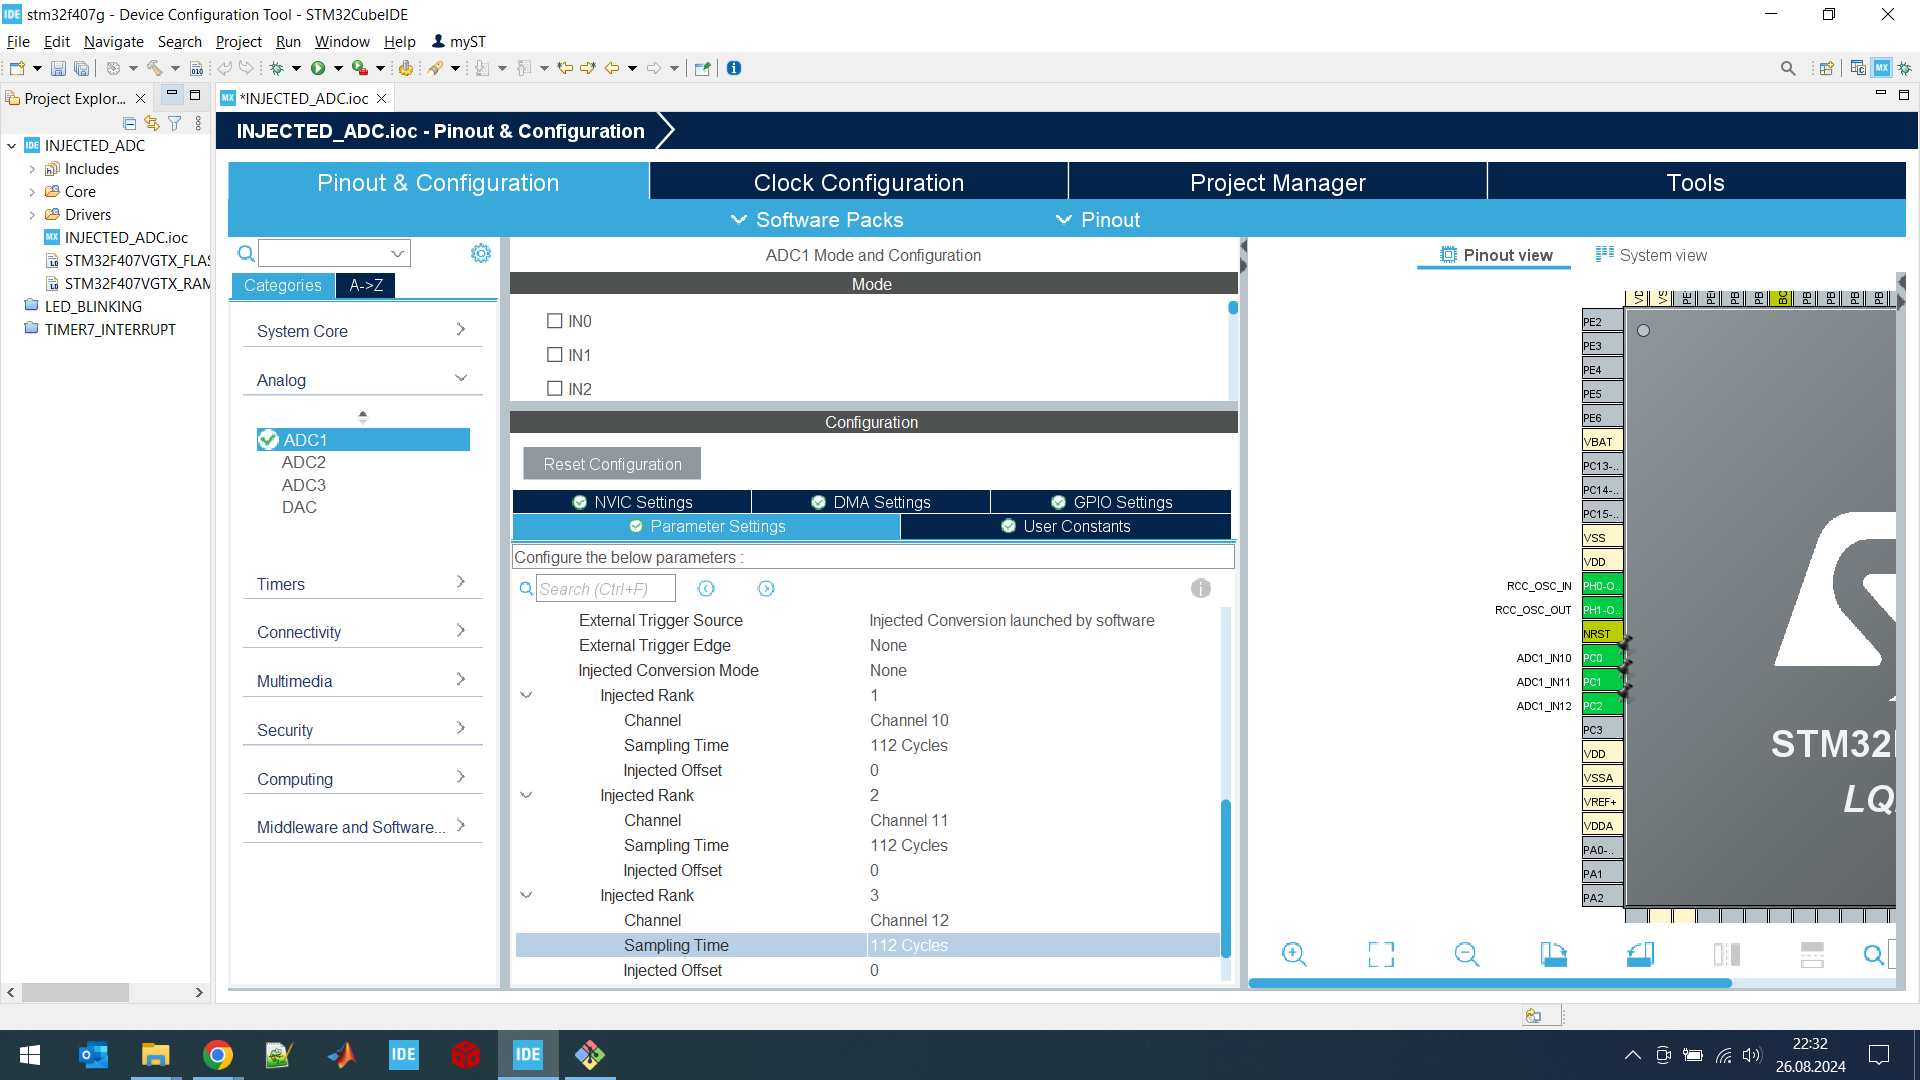 stm32f407g - Device Configuration Tool - STM32CubeIDE
File Edit Navigate Search Project Run Window Help myST
Project Explor...
*INJECTED_ADC.ioc
INJECTED_ADC.ioc - Pinout & Configuration
INJECTED_ADC
Includes
Core
Drivers
INJECTED_ADC.ioc
STM32F407VGTX_FLAS
STM32F407VGTX_RAM
LED_BLINKING
TIMER7_INTERRUPT
Pinout & Configuration
Clock Configuration
Project Manager
Tools
Software Packs
Pinout
Categories
A->Z
System Core
Analog
ADC1
ADC2
ADC3
DAC
Timers
Connectivity
Multimedia
Security
Computing
Middleware and Software...
ADC1 Mode and Configuration
Mode
IN0
IN1
IN2
Configuration
Reset Configuration
NVIC Settings
DMA Settings
GPIO Settings
Parameter Settings
User Constants
Configure the below parameters :
Search (Ctrl+F)
External Trigger Source Injected Conversion launched by software
External Trigger Edge None
Injected Conversion Mode None
Injected Rank 1
Channel Channel 10
Sampling Time 112 Cycles
Injected Offset 0
Injected Rank 2
Channel Channel 11
Sampling Time 112 Cycles
Injected Offset 0
Injected Rank 3
Channel Channel 12
Sampling Time 112 Cycles
Injected Offset 0
Pinout view
System view
PE2
PE3
PE4
PE5
PE6
VBAT
PC13-..
PC14-..
PC15-..
VSS
VDD
RCC_OSC_IN PH0-O..
RCC_OSC_OUT PH1-O..
NRST
ADC1_IN10 PC0
ADC1_IN11 PC1
ADC1_IN12 PC2
PC3
VDD
VSSA
VREF+
VDDA
PA0-..
PA1
PA2
STM32
LQ
22:32
26.08.2024